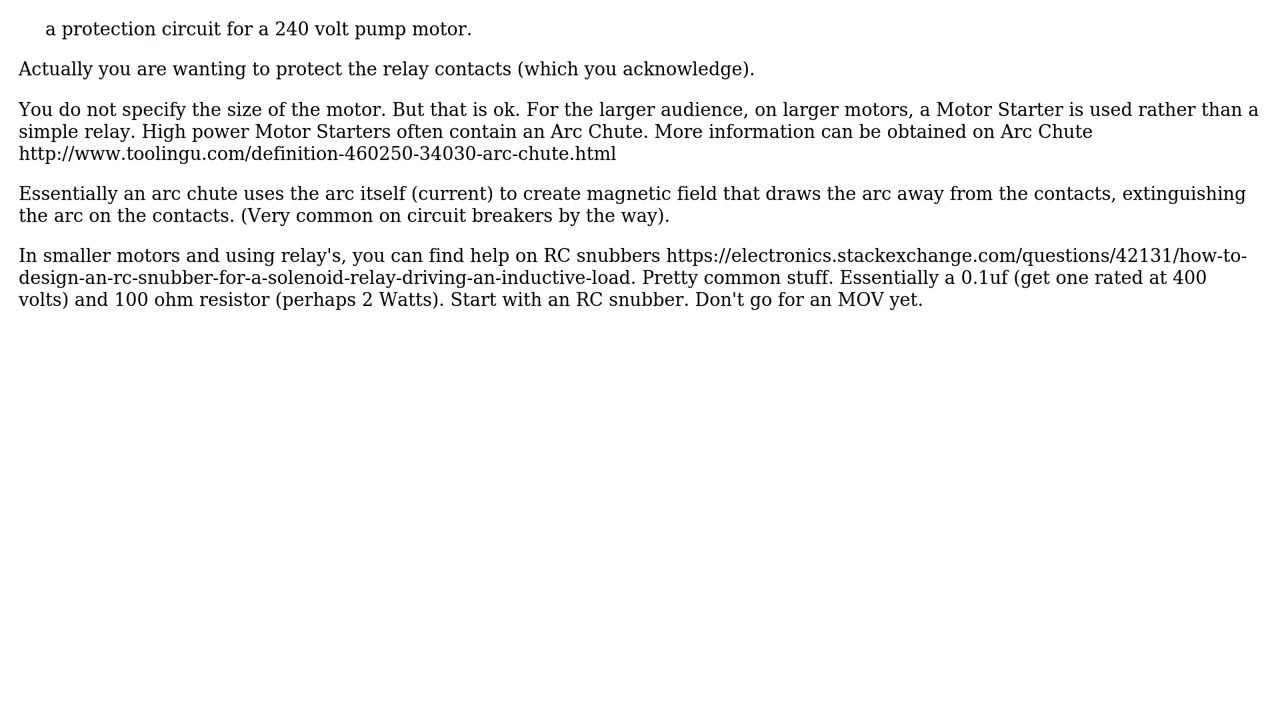 a protection circuit for a 240 volt pump motor.
Actually you are wanting to protect the relay contacts (which you acknowledge).
You do not specify the size of the motor. But that is ok. For the larger audience, on larger motors, a Motor Starter is used rather than a
simple relay. High power Motor Starters often contain an Arc Chute. More information can be obtained on Arc Chute
http://www.toolingu.com/definition-460250-34030-arc-chute.html
Essentially an arc chute uses the arc itself (current) to create magnetic field that draws the arc away from the contacts, extinguishing
the arc on the contacts. (Very common on circuit breakers by the way).
In smaller motors and using relay's, you can find help on RC snubbers https://electronics.stackexchange.com/questions/42131/how-to-
design-an-rc-snubber-for-a-solenoid-relay-driving-an-inductive-load. Pretty common stuff. Essentially a 0.1uf (get one rated at 400
volts) and 100 ohm resistor (perhaps 2 Watts). Start with an RC snubber. Don't go for an MOV yet.